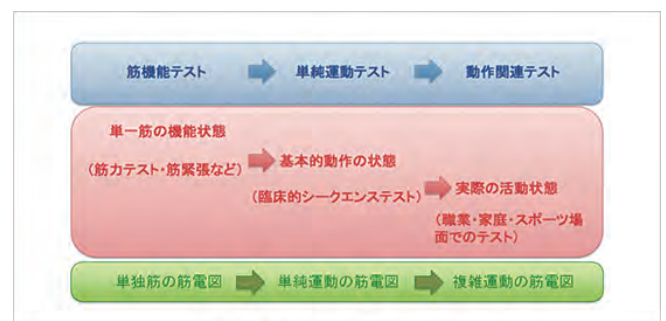 筋機能テスト 単純運動テスト 動作関連テスト
単一筋の機能状態
(筋力テスト・筋緊張など)
基本的動作の状態
(臨床的シークエンステスト)
実際の活動状態
(職業・家庭・スポーツ場
面でのテスト)
単独筋の筋電図 単純運動の筋電図 複雑運動の筋電図